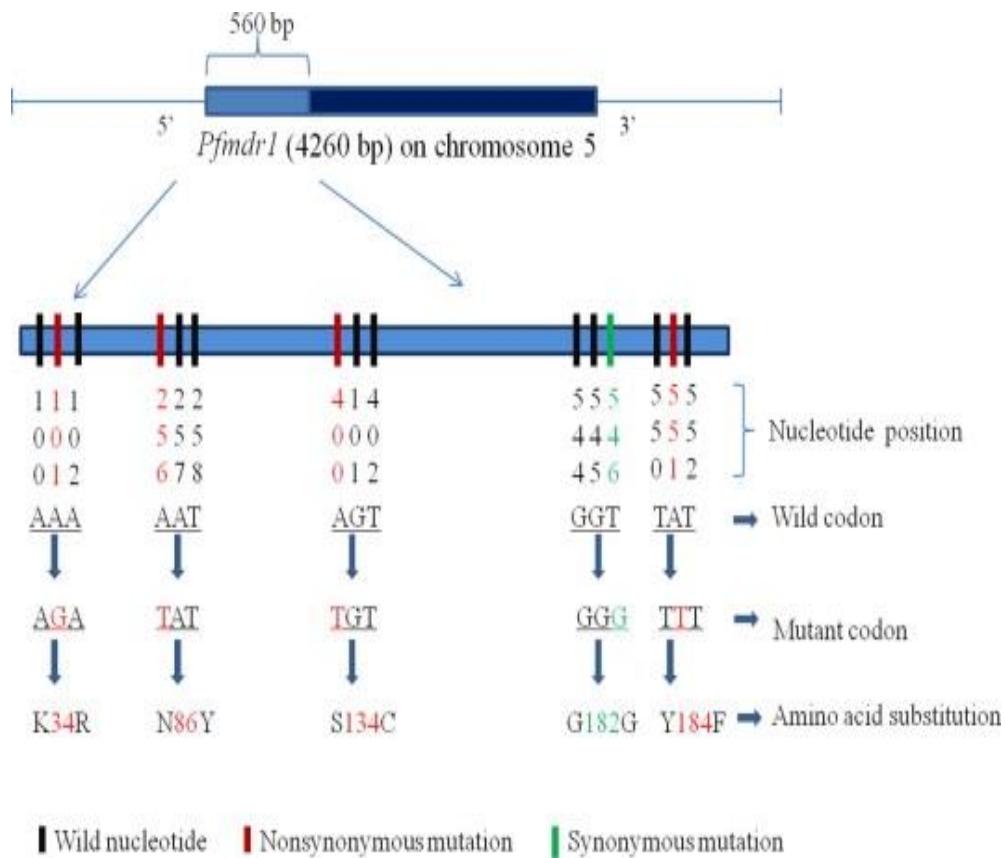 560 bp
5’ 3’
Pfmdr1 (4260 bp) on chromosome 5
1 1 1 2 2 2 4 1 4 5 5 5 5 5 5
0 0 0 5 5 5 0 0 0 4 4 4 5 5 5
0 1 2 6 7 8 0 1 2 4 5 6 0 1 2
Nucleotide position
AAA AAT AGT GGT TAT Wild codon
AGA TAT TGT GGG TTT Mutant codon
K34R N86Y S134C G182G Y184F Amino acid substitution
Wild nucleotide Nonsynonymous mutation Synonymous mutation